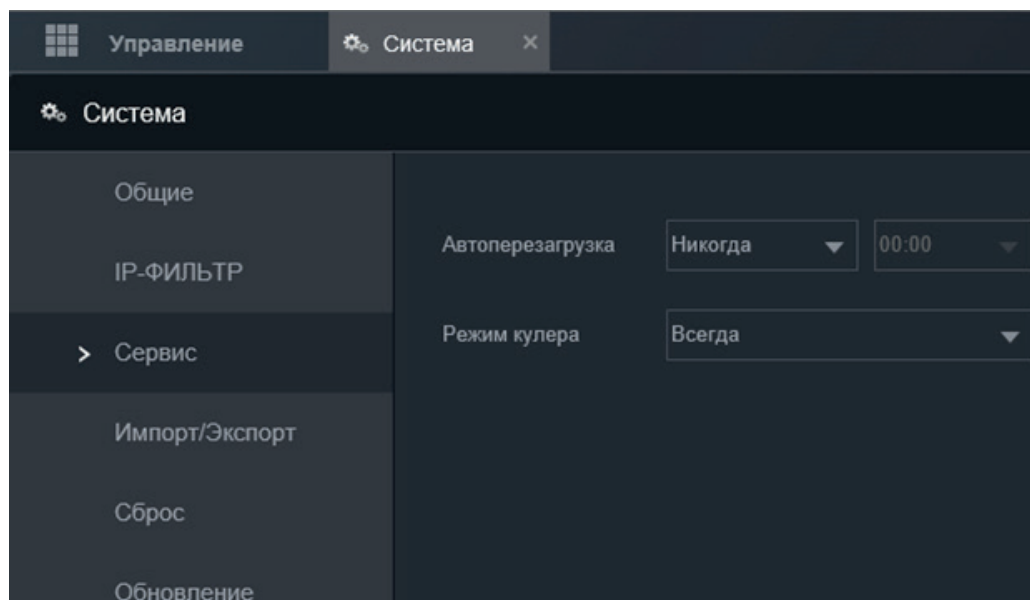 Управление Система ×
Система
Общие
IP-ФИЛЬТР
Сервис
Импорт/Экспорт
Сброс
Обновление
Автоперезагрузка Никогда 00:00
Режим кулера Всегда